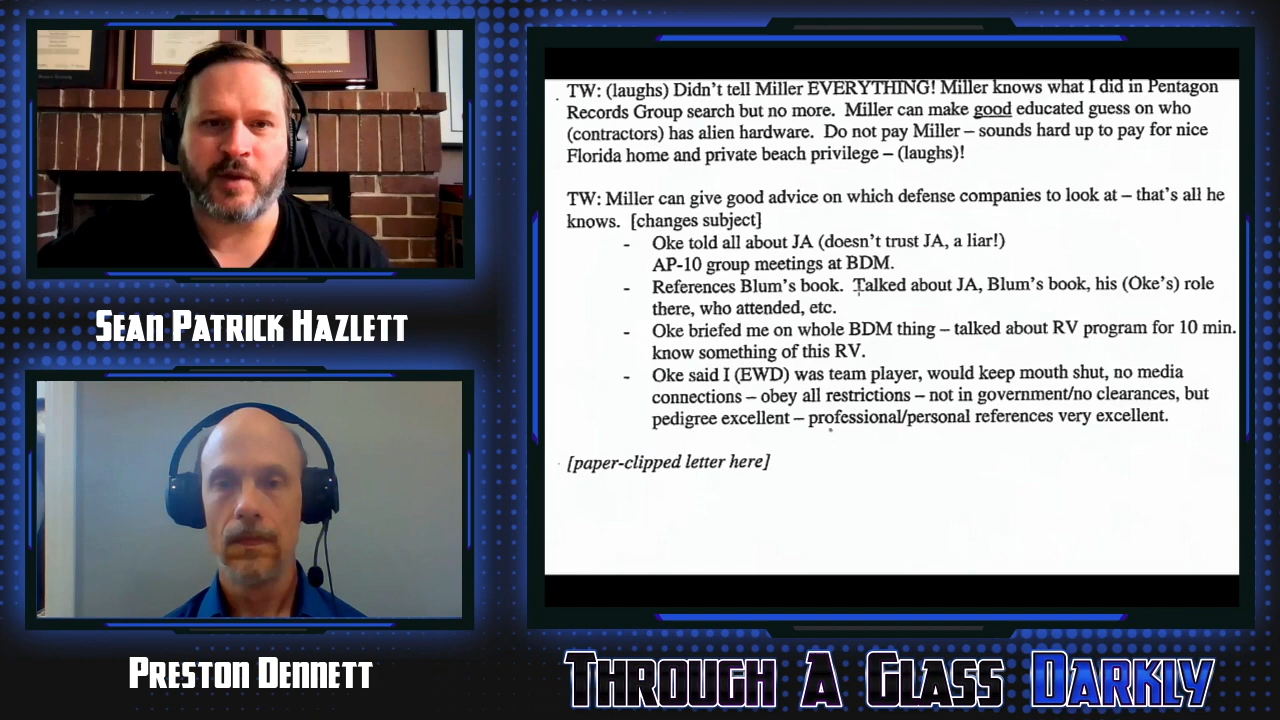 SEAN PATRICK HAZLETT
PRESTON DENNETT
TW: (laughs) Didn't tell Miller EVERYTHING! Miller knows what I did in Pentagon
Records Group search but no more. Miller can make good educated guess on who
(contractors) has alien hardware. Do not pay Miller – sounds hard up to pay for nice
Florida home and private beach privilege – (laughs)!
TW: Miller can give good advice on which defense companies to look at – that's all he
knows. [changes subject]
- Oke told all about JA (doesn't trust JA, a liar!)
AP-10 group meetings at BDM.
- References Blum's book. Talked about JA, Blum's book, his (Oke's) role
there, who attended, etc.
- Oke briefed me on whole BDM thing – talked about RV program for 10 min.
know something of this RV.
- Oke said I (EWD) was team player, would keep mouth shut, no media
connections – obey all restrictions – not in government/no clearances, but
pedigree excellent – professional/personal references very excellent.
[paper-clipped letter here]
THROUGH A GLASS DARKLY